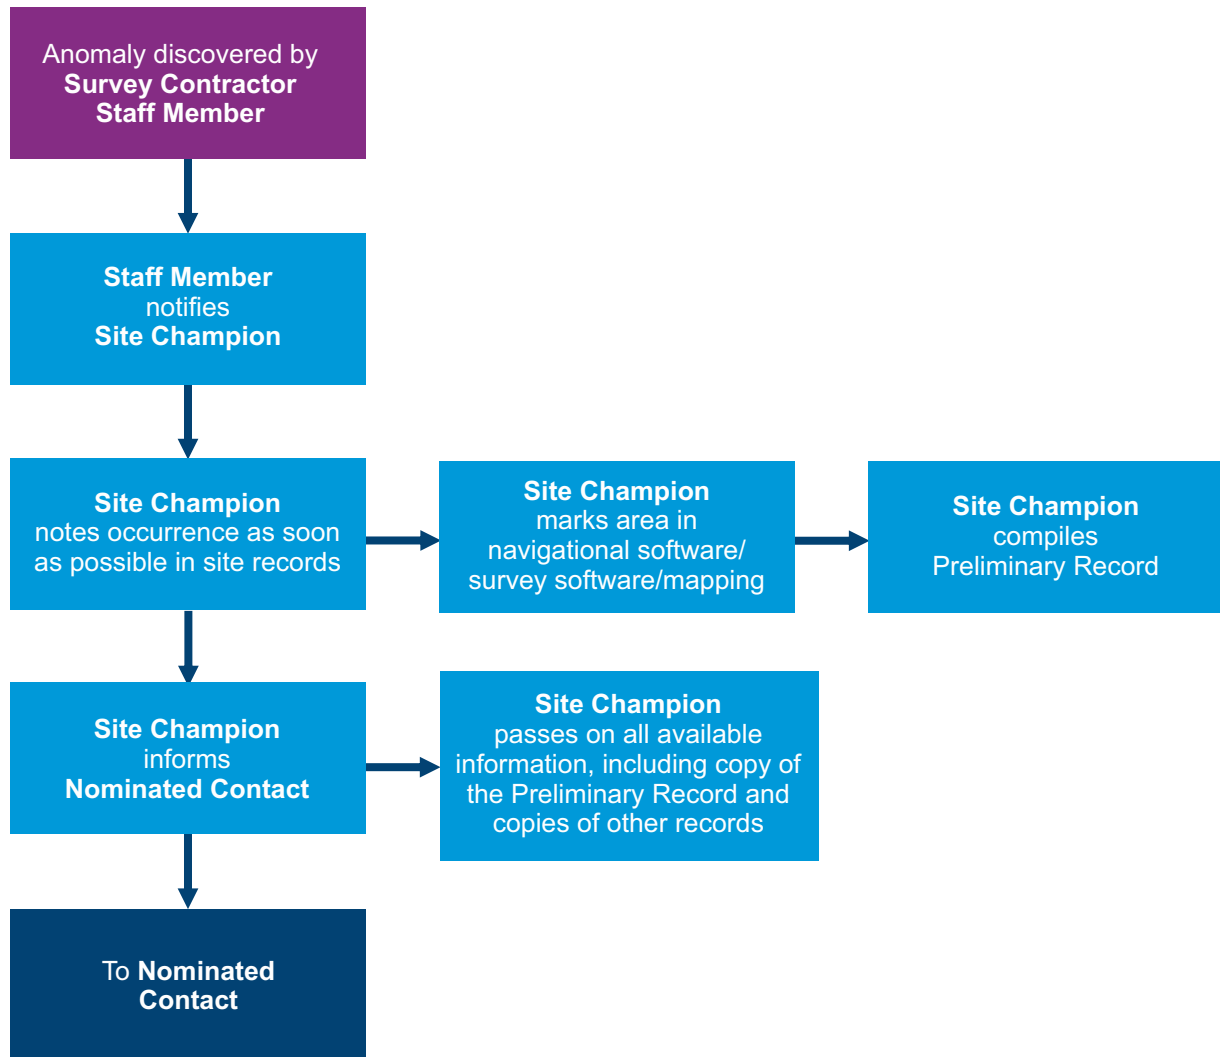 Anomaly discovered by
Survey Contractor
Staff Member
Staff Member
notifies
Site Champion
Site Champion
notes occurrence as soon
as possible in site records
Site Champion
marks area in
navigational software/
survey software/mapping
Site Champion
compiles
Preliminary Record
Site Champion
informs
Nominated Contact
Site Champion
passes on all available
information, including copy of
the Preliminary Record and
copies of other records
To Nominated
Contact